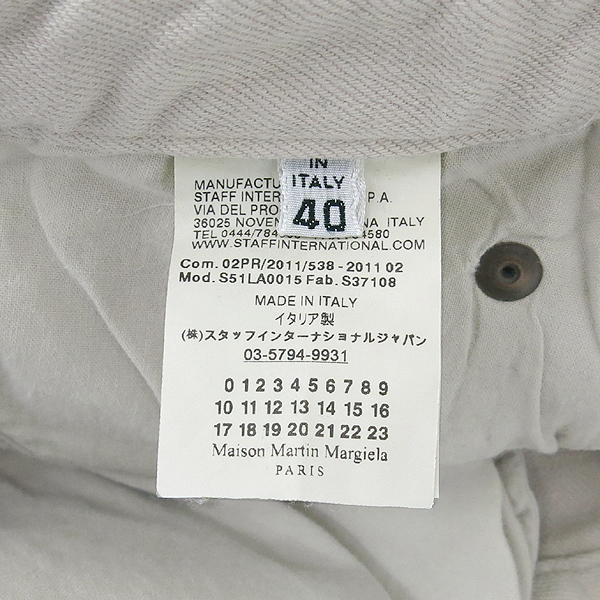 IN
ITALY
40
MANUFACTU
STAFF INTER P.A.
VIA DEL PRO
36025 NOVEN NA ITALY
TEL 0444/784 4580
WWW.STAFFINTERNATIONAL.COM
Com. 02PR/2011/538 - 2011 02
Mod. S51LA0015 Fab. S37108
MADE IN ITALY
イタリア製
(株)スタッフインターナショナルジャパン
03-5794-9931
0 1 2 3 4 5 6 7 8 9
10 11 12 13 14 15 16
17 18 19 20 21 22 23
Maison Martin Margiela
PARIS